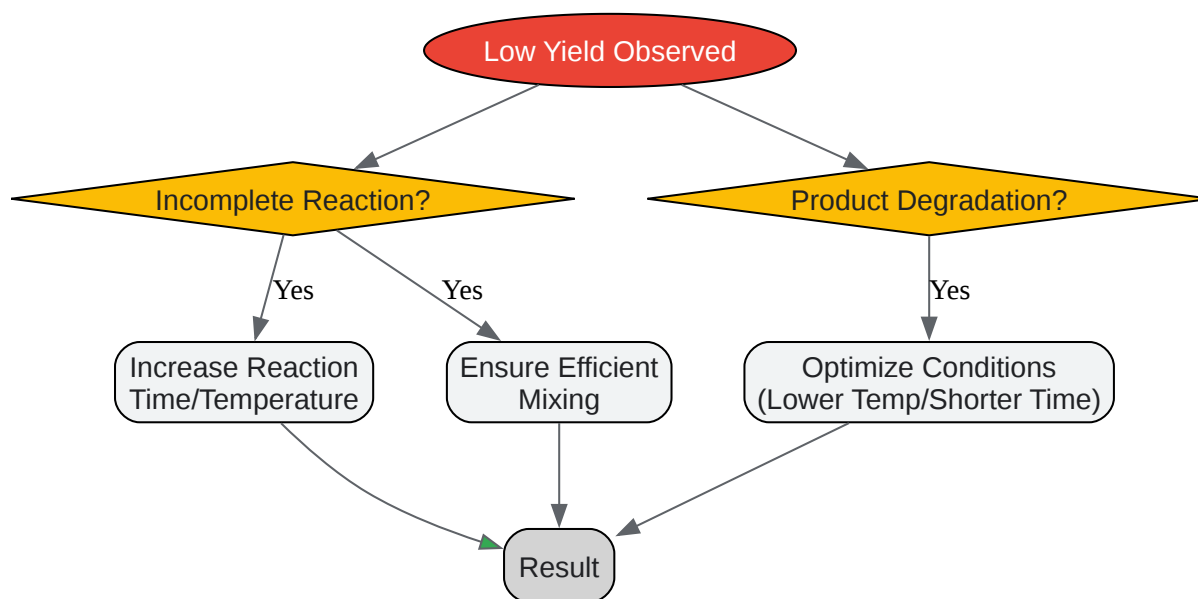 Low Yield Observed
Incomplete Reaction?
Product Degradation?
Yes
Yes
Yes
Increase Reaction
Time/Temperature
Ensure Efficient
Mixing
Optimize Conditions
(Lower Temp/Shorter Time)
Result